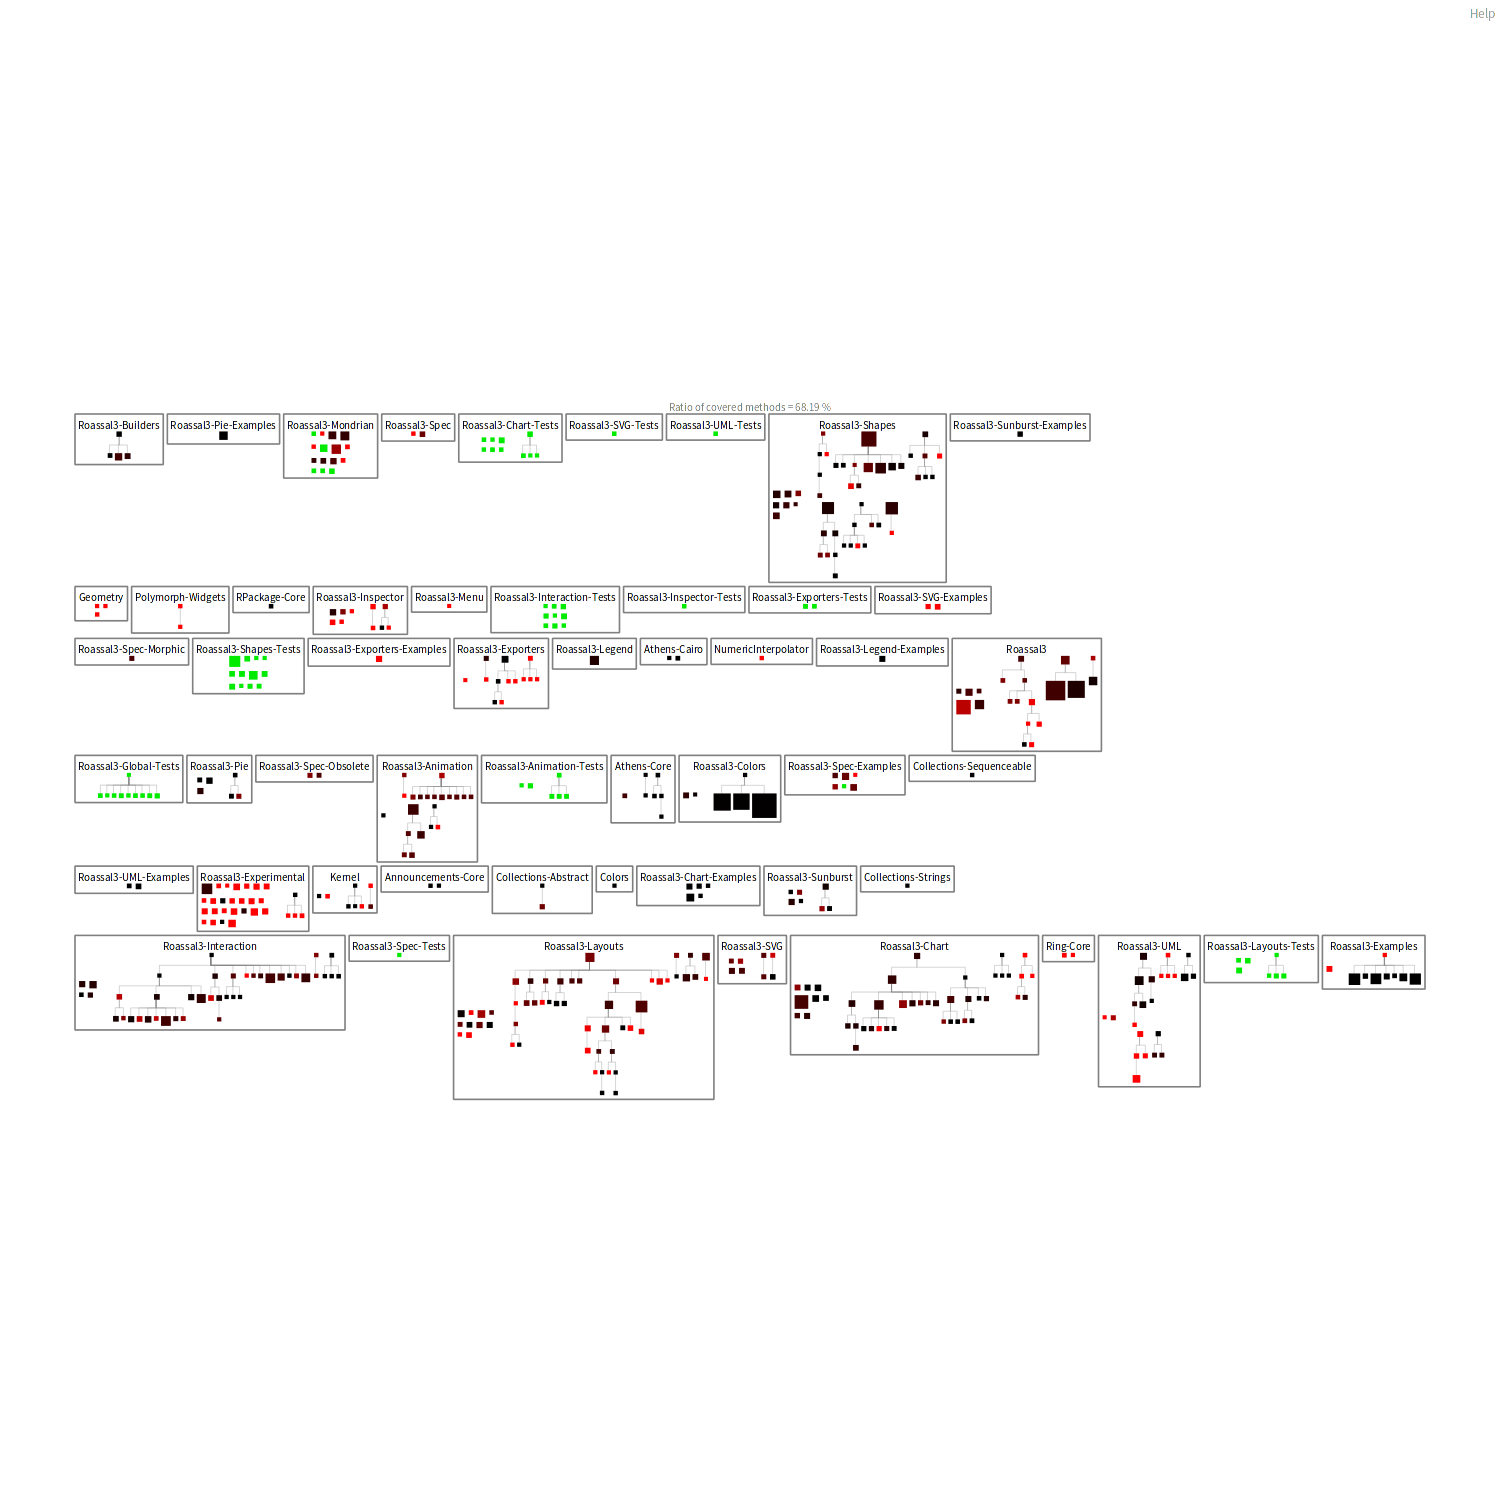 Help
Ratio of covered methods = 68.19 %
Roassal3-Builders
Roassal3-Pie-Examples
Roassal3-Mondrian
Roassal3-Spec
Roassal3-Chart-Tests
Roassal3-SVG-Tests
Roassal3-UML-Tests
Roassal3-Shapes
Roassal3-Sunburst-Examples
Geometry
Polymorph-Widgets
RPackage-Core
Roassal3-Inspector
Roassal3-Menu
Roassal3-Interaction-Tests
Roassal3-Inspector-Tests
Roassal3-Exporters-Tests
Roassal3-SVG-Examples
Roassal3-Spec-Morphic
Roassal3-Shapes-Tests
Roassal3-Exporters-Examples
Roassal3-Exporters
Roassal3-Legend
Athens-Cairo
NumericInterpolator
Roassal3-Legend-Examples
Roassal3
Roassal3-Global-Tests
Roassal3-Pie
Roassal3-Spec-Obsolete
Roassal3-Animation
Roassal3-Animation-Tests
Athens-Core
Roassal3-Colors
Roassal3-Spec-Examples
Collections-Sequenceable
Roassal3-UML-Examples
Roassal3-Experimental
Kernel
Announcements-Core
Collections-Abstract
Colors
Roassal3-Chart-Examples
Roassal3-Sunburst
Collections-Strings
Roassal3-Interaction
Roassal3-Spec-Tests
Roassal3-Layouts
Roassal3-SVG
Roassal3-Chart
Ring-Core
Roassal3-UML
Roassal3-Layouts-Tests
Roassal3-Examples